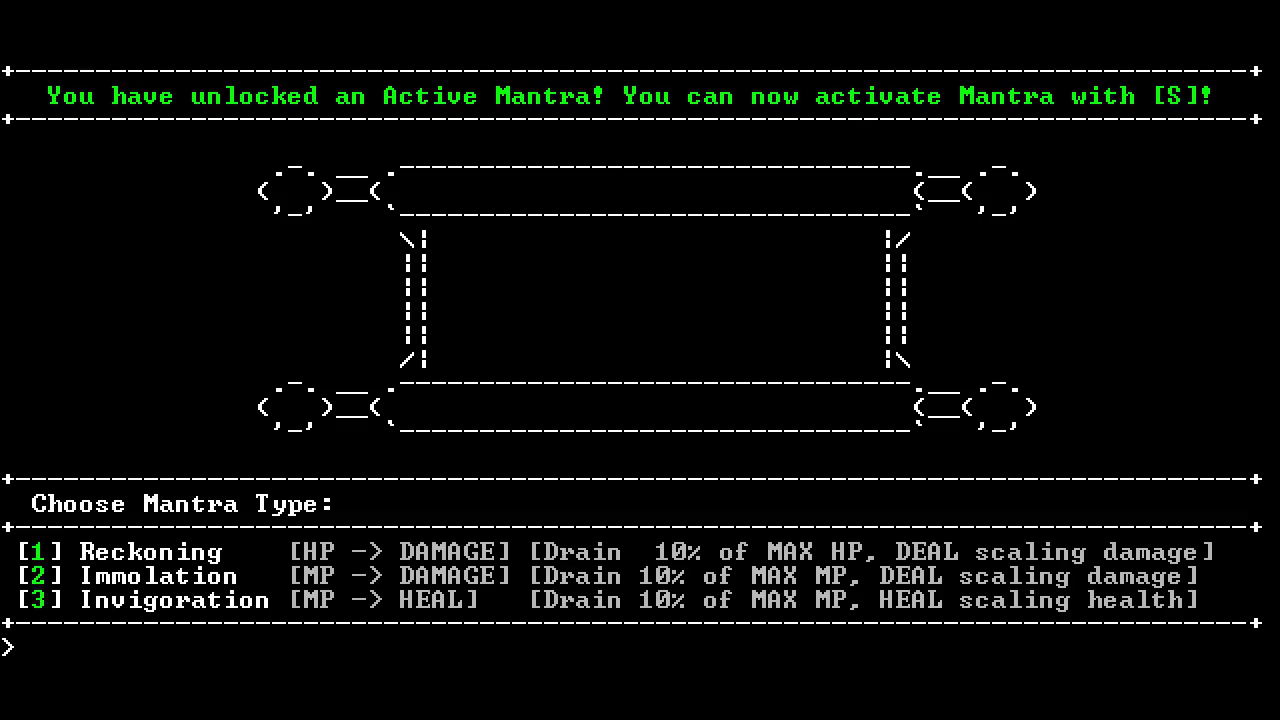 You have unlocked an Active Mantra! You can now activate Mantra with [S]!
Choose Mantra Type:
[1] Reckoning [HP -> DAMAGE] [Drain 10% of MAX HP, DEAL scaling damage]
[2] Immolation [MP -> DAMAGE] [Drain 10% of MAX MP, DEAL scaling damage]
[3] Invigoration [MP -> HEAL] [Drain 10% of MAX MP, HEAL scaling health]
>